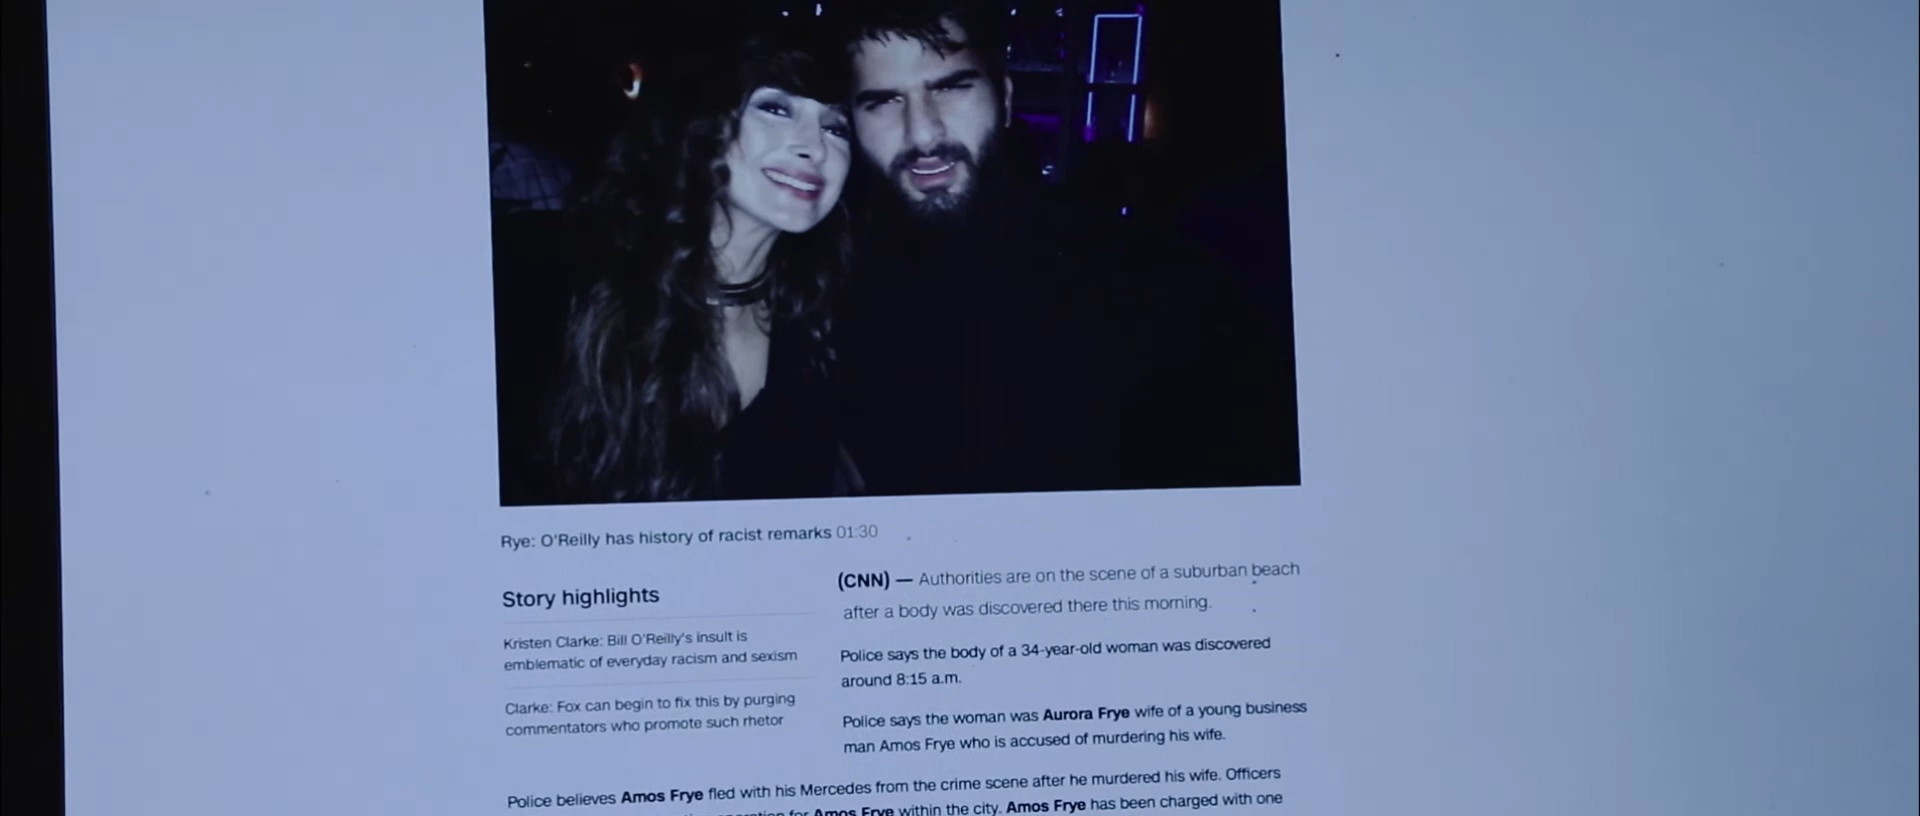 Rye: O'Reilly has history of racist remarks 01:30
Story highlights
Kristen Clarke: Bill O'Reilly's insult is
emblematic of everyday racism and sexism
Clarke: Fox can begin to fix this by purging
commentators who promote such rhetor
(CNN) — Authorities are on the scene of a suburban beach
after a body was discovered there this morning.
Police says the body of a 34-year-old woman was discovered
around 8:15 a.m.
Police says the woman was Aurora Frye wife of a young business
man Amos Frye who is accused of murdering his wife.
Police believes Amos Frye fled with his Mercedes from the crime scene after he murdered his wife. Officers
for Amos Frye within the city. Amos Frye has been charged with one